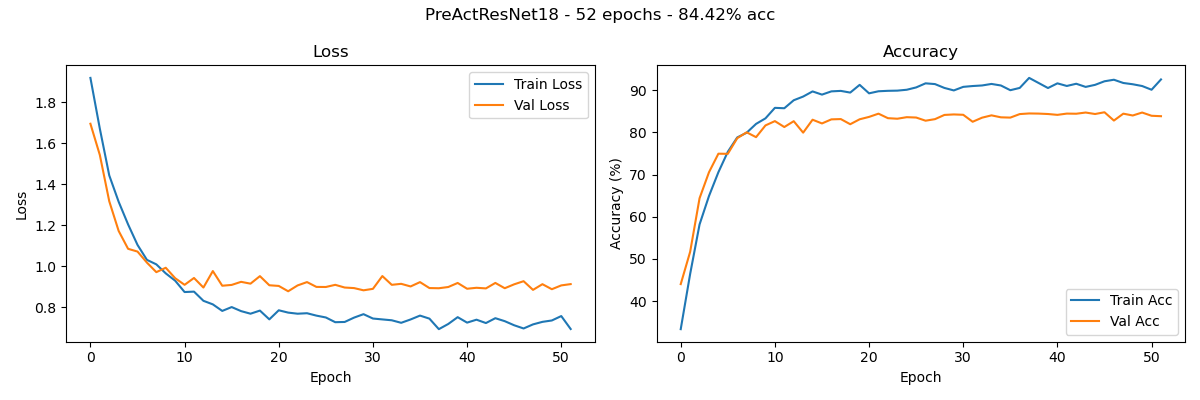 PreActResNet18 - 52 epochs - 84.42% acc
Loss
Train Loss
Val Loss
1.8
1.6
1.4
1.2
1.0
0.8
Loss
0 10 20 30 40 50
Epoch
Accuracy
90
80
70
60
50
40
Accuracy (%)
Train Acc
Val Acc
0 10 20 30 40 50
Epoch